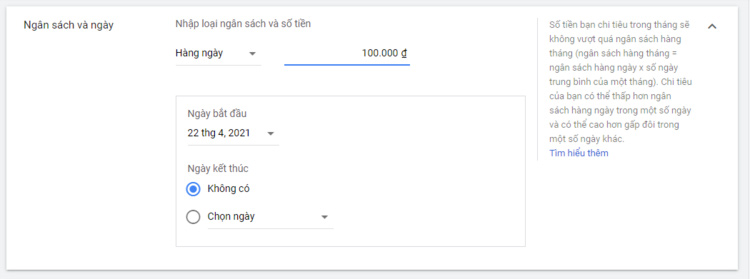 Ngân sách và ngày
Nhập loại ngân sách và số tiền
Hàng ngày
100.000 ₫
Ngày bắt đầu
22 thg 4, 2021
Ngày kết thúc
Không có
Chọn ngày
Số tiền bạn chi tiêu trong tháng sẽ
không vượt quá ngân sách hàng
tháng (ngân sách hàng tháng =
ngân sách hàng ngày x số ngày
trung bình của một tháng). Chi tiêu
của bạn có thể thấp hơn ngân
sách hàng ngày trong một số ngày
và có thể cao hơn gấp đôi trong
một số ngày khác.
Tìm hiểu thêm